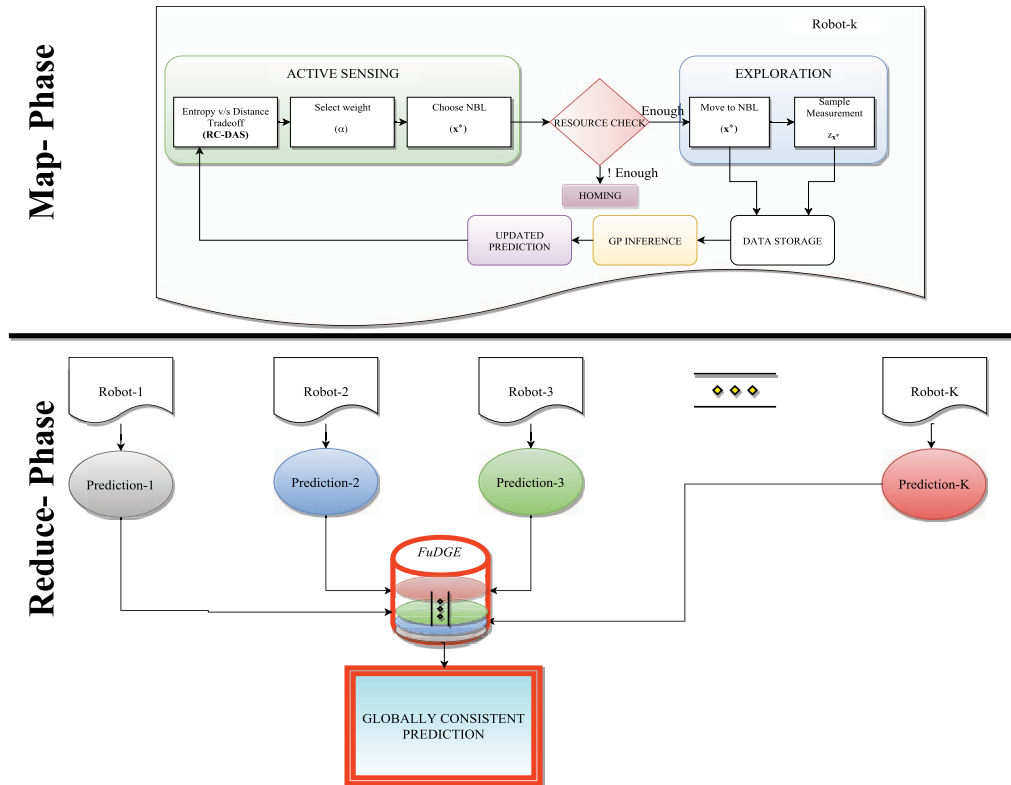 Map- Phase
Robot-k
ACTIVE SENSING
Entropy v/s Distance
Tradeoff
(RC-DAS)
Select weight
(α)
Choose NBL
(x*)
RESOURCE CHECK
Enough
! Enough
HOMING
EXPLORATION
Move to NBL
(x*)
Sample
Measurement
zx*
DATA STORAGE
GP INFERENCE
UPDATED
PREDICTION
Reduce- Phase
Robot-1
Robot-2
Robot-3
Robot-K
Prediction-1
Prediction-2
Prediction-3
Prediction-K
FuDGE
GLOBALLY CONSISTENT
PREDICTION